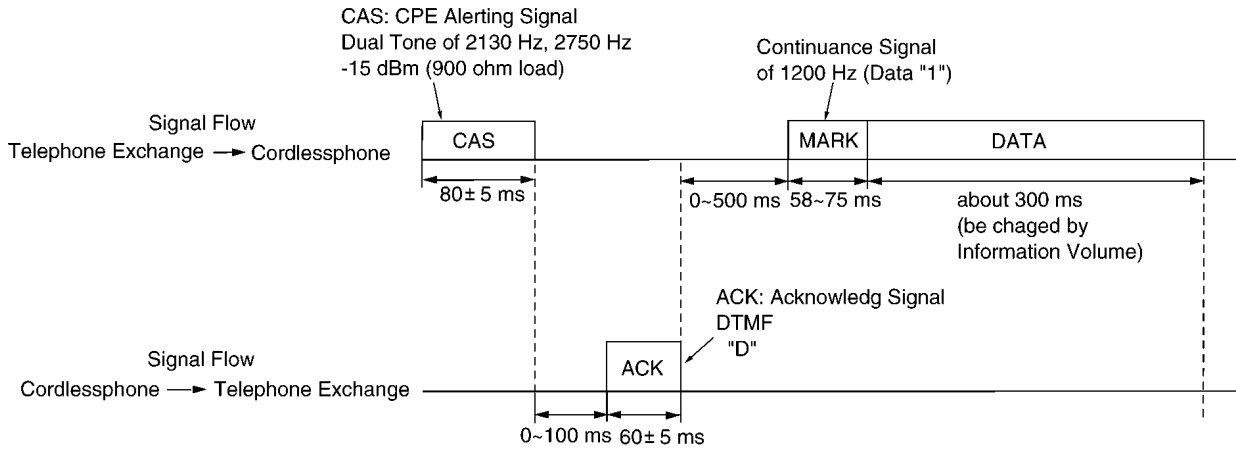 CAS: CPE Alerting Signal
Dual Tone of 2130 Hz, 2750 Hz
-15 dBm (900 ohm load)
Continuance Signal
of 1200 Hz (Data "1")
Signal Flow
Telephone Exchange → Cordlessphone
CAS
MARK
DATA
80± 5 ms
0~500 ms
58~75 ms
about 300 ms
(be chaged by
Information Volume)
ACK: Acknowledg Signal
DTMF
"D"
Signal Flow
Cordlessphone → Telephone Exchange
ACK
0~100 ms
60± 5 ms